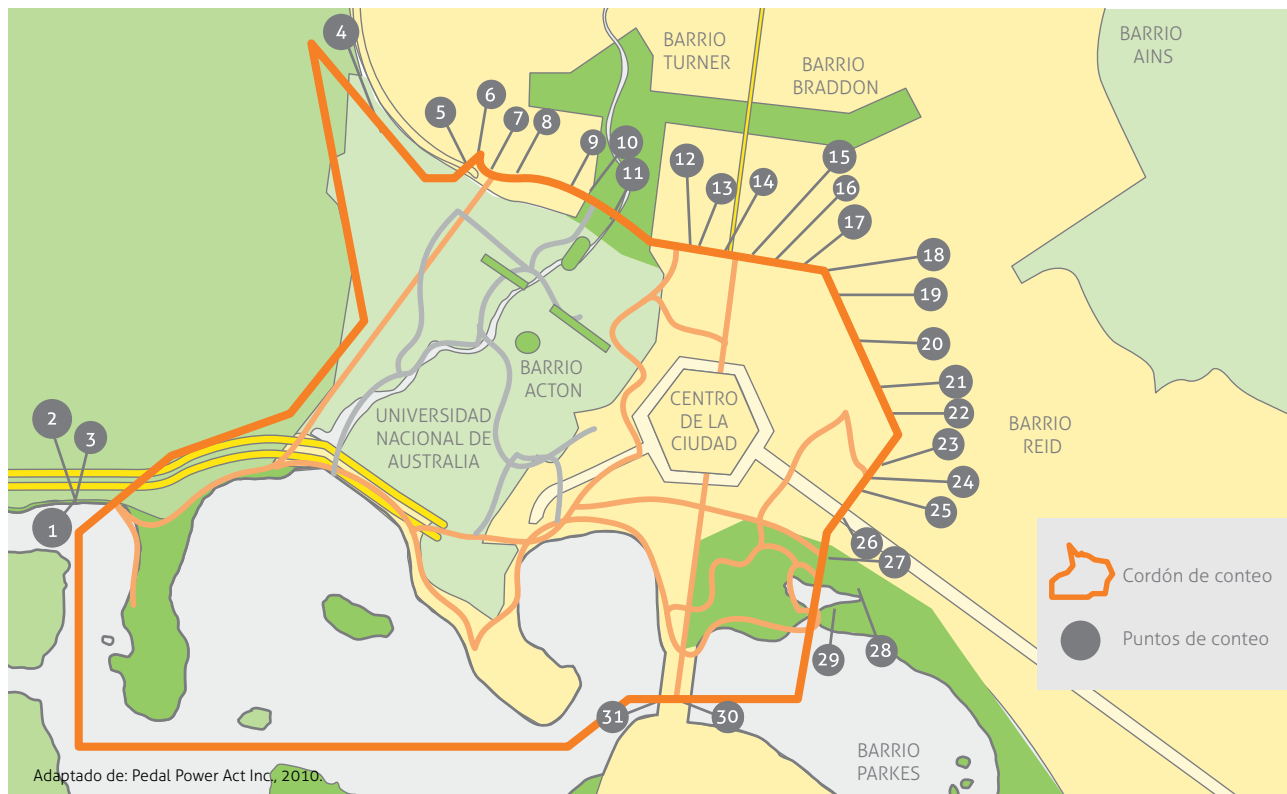 4
BARRIO
TURNER
BARRIO
AINS
BARRIO
BRADDON
5
6
7
8
9
10
11
12
13
14
15
16
17
18
19
20
21
22
23
24
25
26
27
28
29
30
31
2
3
1
BARRIO
ACTON
UNIVERSIDAD
NACIONAL DE
AUSTRALIA
CENTRO
DE LA
CIUDAD
BARRIO
REID
BARRIO
PARKES
Cordón de conteo
Puntos de conteo
Adaptado de: Pedal Power Act Inc., 2010.